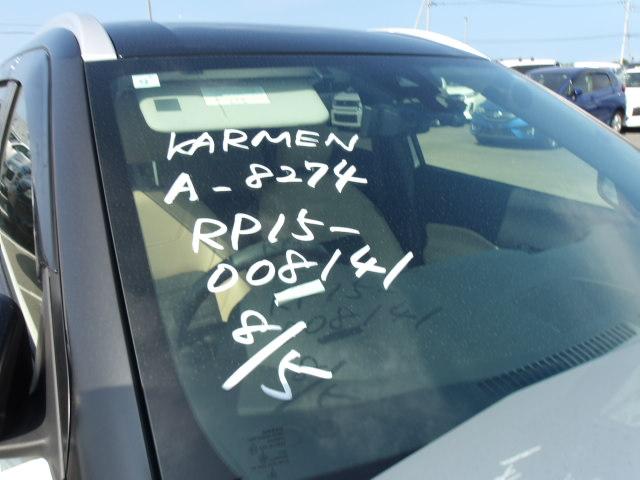 KARMEN
A-8274
RP15-
008141
8/5